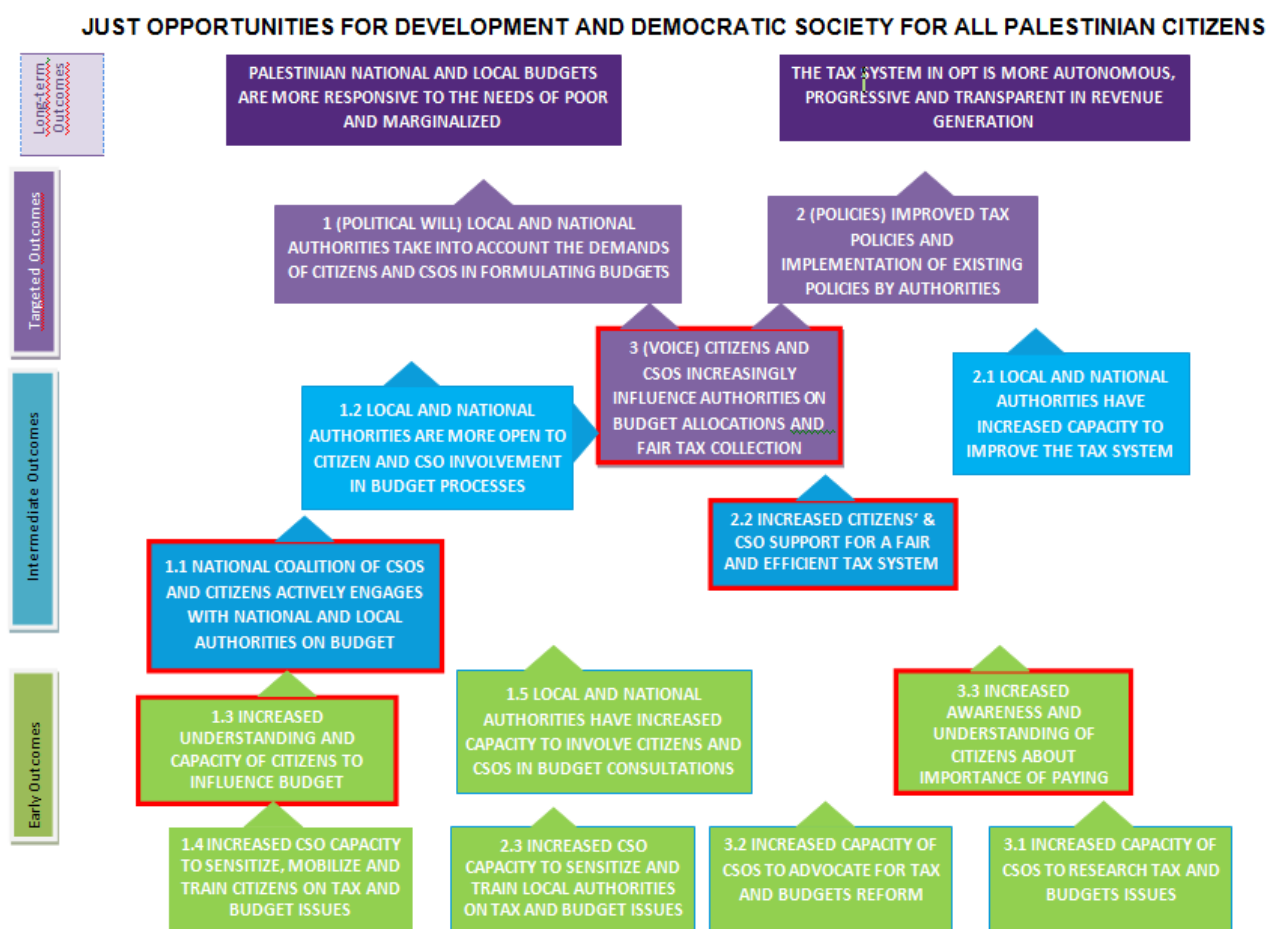 JUST OPPORTUNITIES FOR DEVELOPMENT AND DEMOCRATIC SOCIETY FOR ALL PALESTINIAN CITIZENS
Long-term
Outcomes
PALESTINIAN NATIONAL AND LOCAL BUDGETS
ARE MORE RESPONSIVE TO THE NEEDS OF POOR
AND MARGINALIZED
THE TAX SYSTEM IN OPT IS MORE AUTONOMOUS,
PROGRESSIVE AND TRANSPARENT IN REVENUE
GENERATION
Targeted Outcomes
1 (POLITICAL WILL) LOCAL AND NATIONAL
AUTHORITIES TAKE INTO ACCOUNT THE DEMANDS
OF CITIZENS AND CSOS IN FORMULATING BUDGETS
2 (POLICIES) IMPROVED TAX
POLICIES AND
IMPLEMENTATION OF EXISTING
POLICIES BY AUTHORITIES
3 (VOICE) CITIZENS AND
CSOS INCREASINGLY
INFLUENCE AUTHORITIES ON
BUDGET ALLOCATIONS AND
FAIR TAX COLLECTION
Intermediate Outcomes
1.2 LOCAL AND NATIONAL
AUTHORITIES ARE MORE OPEN TO
CITIZEN AND CSO INVOLVEMENT
IN BUDGET PROCESSES
2.1 LOCAL AND NATIONAL
AUTHORITIES HAVE
INCREASED CAPACITY TO
IMPROVE THE TAX SYSTEM
2.2 INCREASED CITIZENS’ &
CSO SUPPORT FOR A FAIR
AND EFFICIENT TAX SYSTEM
1.1 NATIONAL COALITION OF CSOS
AND CITIZENS ACTIVELY ENGAGES
WITH NATIONAL AND LOCAL
AUTHORITIES ON BUDGET
Early Outcomes
1.3 INCREASED
UNDERSTANDING AND
CAPACITY OF CITIZENS TO
INFLUENCE BUDGET
1.5 LOCAL AND NATIONAL
AUTHORITIES HAVE INCREASED
CAPACITY TO INVOLVE CITIZENS AND
CSOS IN BUDGET CONSULTATIONS
3.3 INCREASED
AWARENESS AND
UNDERSTANDING OF
CITIZENS ABOUT
IMPORTANCE OF PAYING
1.4 INCREASED CSO CAPACITY
TO SENSITIZE, MOBILIZE AND
TRAIN CITIZENS ON TAX AND
BUDGET ISSUES
2.3 INCREASED CSO
CAPACITY TO SENSITIZE AND
TRAIN LOCAL AUTHORITIES
ON TAX AND BUDGET ISSUES
3.2 INCREASED CAPACITY OF
CSOS TO ADVOCATE FOR TAX
AND BUDGETS REFORM
3.1 INCREASED CAPACITY OF
CSOS TO RESEARCH TAX AND
BUDGETS ISSUES